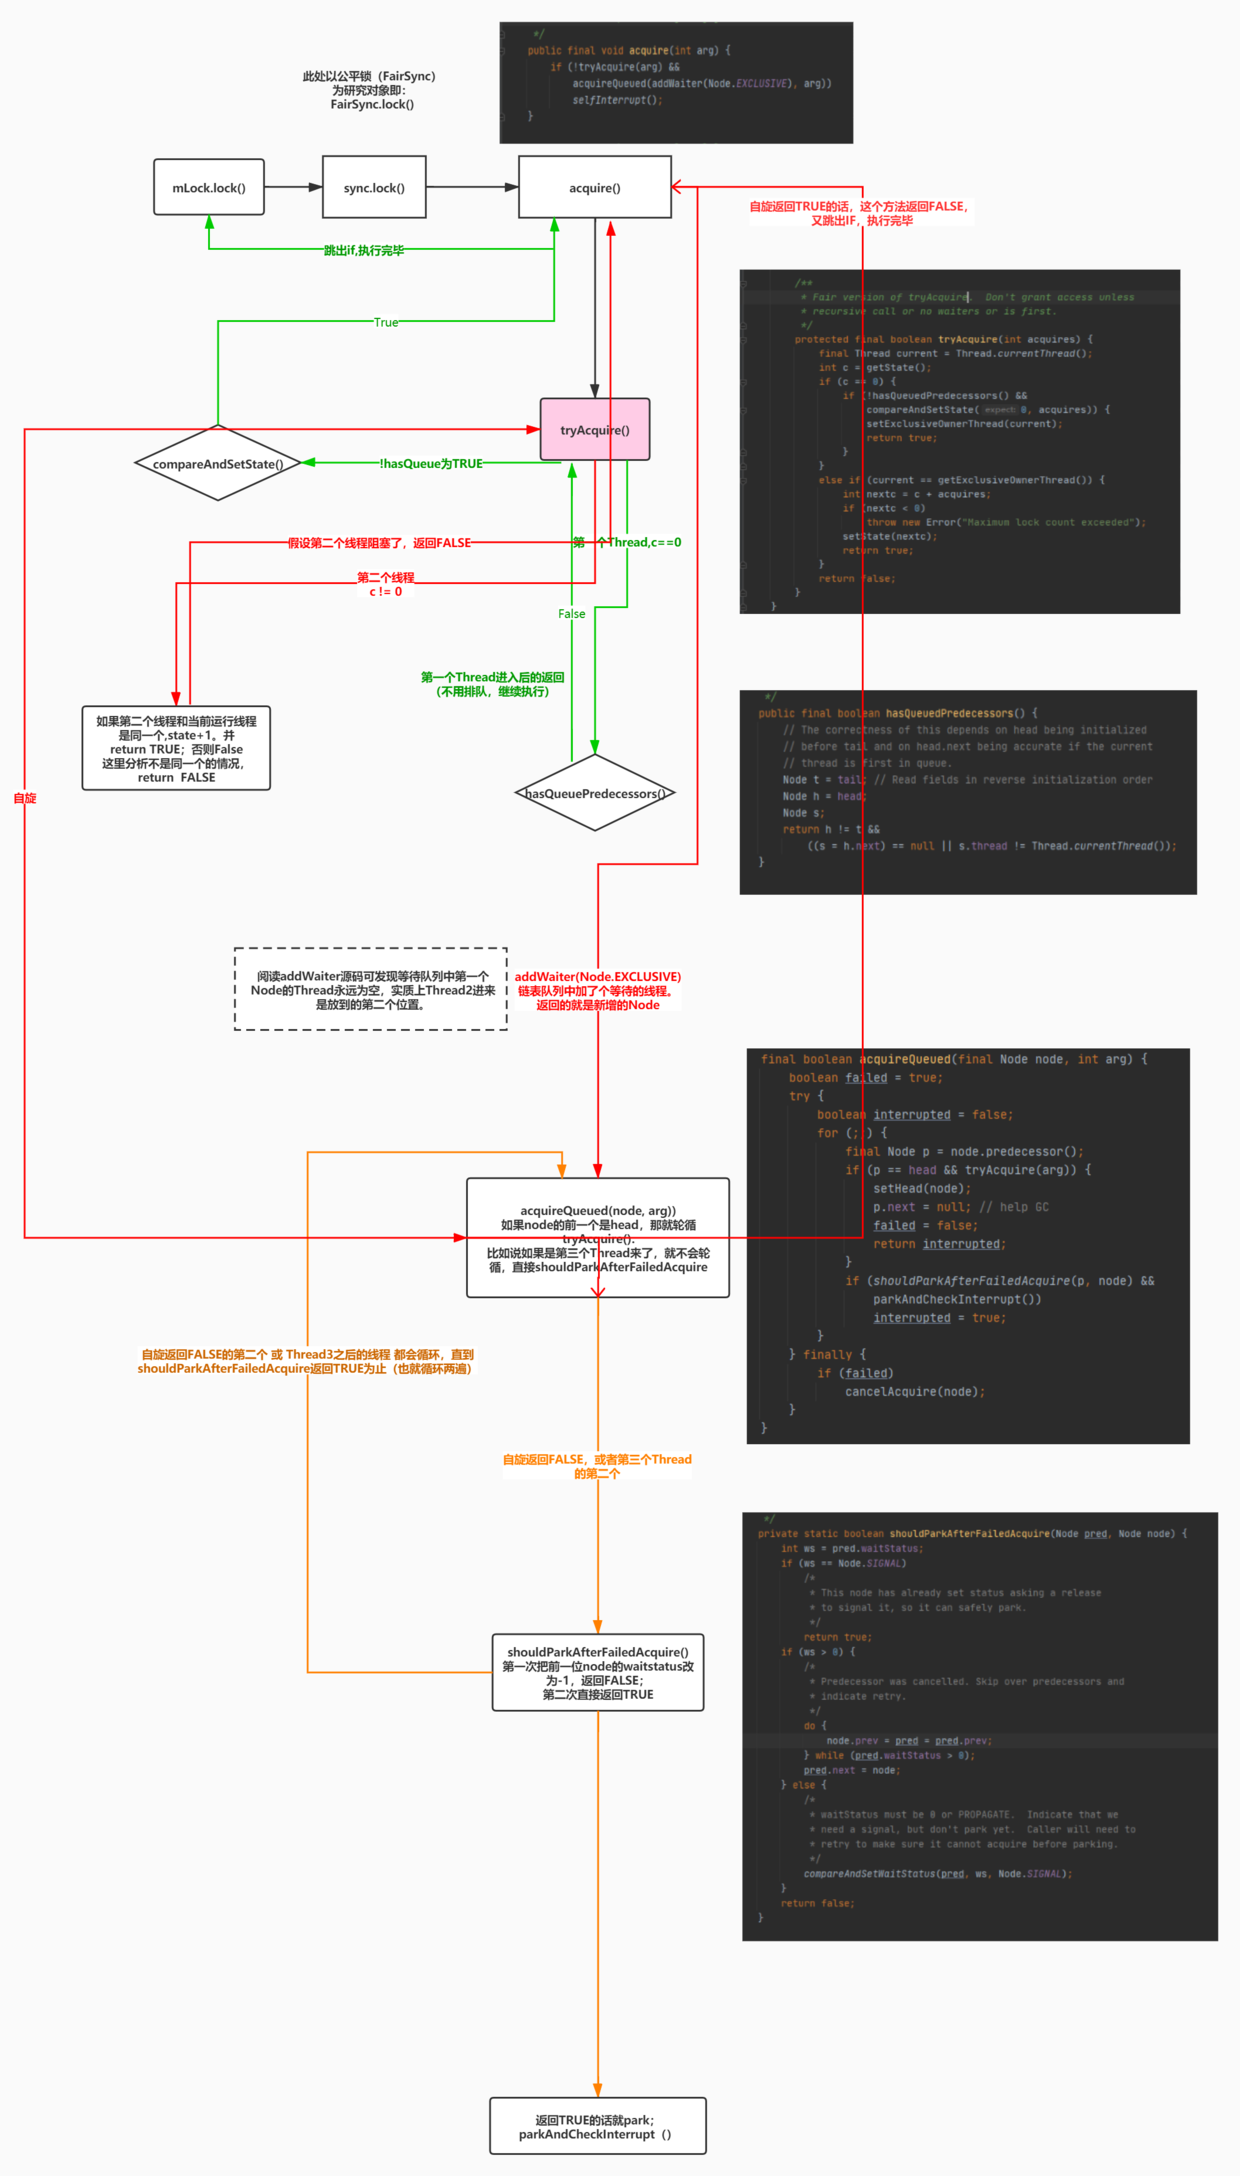 此处以公平锁（FairSync）
为研究对象即：
FairSync.lock()
*/
public final void acquire(int arg) {
if (!tryAcquire(arg) &&
acquireQueued(addWaiter(Node.EXCLUSIVE), arg))
selfInterrupt();
}
mLock.lock()
sync.lock()
acquire()
自旋返回TRUE的话，这个方法返回FALSE，
又跳出IF，执行完毕
跳出if,执行完毕
True
/**
* Fair version of tryAcquire.  Don't grant access unless
* recursive call or no waiters or is first.
*/
protected final boolean tryAcquire(int acquires) {
final Thread current = Thread.currentThread();
int c = getState();
if (c == 0) {
if (!hasQueuedPredecessors() &&
compareAndSetState( expect: 0, acquires)) {
setExclusiveOwnerThread(current);
return true;
}
}
else if (current == getExclusiveOwnerThread()) {
int nextc = c + acquires;
if (nextc < 0)
throw new Error("Maximum lock count exceeded");
setState(nextc);
return true;
}
return false;
}
}
tryAcquire()
compareAndSetState()
!hasQueue为TRUE
假设第二个线程阻塞了，返回FALSE
第一个Thread,c==0
第二个线程
c != 0
False
第一个Thread进入后的返回
（不用排队，继续执行）
如果第二个线程和当前运行线程
是同一个,state+1。并
return TRUE；否则False
这里分析不是同一个的情况，
return  FALSE
自旋
hasQueuePredecessors()
*/
public final boolean hasQueuedPredecessors() {
// The correctness of this depends on head being initialized
// before tail and on head.next being accurate if the current
// thread is first in queue.
Node t = tail; // Read fields in reverse initialization order
Node h = head;
Node s;
return h != t &&
((s = h.next) == null || s.thread != Thread.currentThread());
}
阅读addWaiter源码可发现等待队列中第一个
Node的Thread永远为空，实质上Thread2进来
是放到的第二个位置。
addWaiter(Node.EXCLUSIVE)
链表队列中加了个等待的线程。
返回的就是新增的Node
final boolean acquireQueued(final Node node, int arg) {
boolean failed = true;
try {
boolean interrupted = false;
for (;;) {
final Node p = node.predecessor();
if (p == head && tryAcquire(arg)) {
setHead(node);
p.next = null; // help GC
failed = false;
return interrupted;
}
if (shouldParkAfterFailedAcquire(p, node) &&
parkAndCheckInterrupt())
interrupted = true;
}
} finally {
if (failed)
cancelAcquire(node);
}
}
acquireQueued(node, arg))
如果node的前一个是head，那就轮循
tryAcquire().
比如说如果是第三个Thread来了，就不会轮
循，直接shouldParkAfterFailedAcquire
自旋返回FALSE的第二个 或 Thread3之后的线程 都会循环，直到
shouldParkAfterFailedAcquire返回TRUE为止（也就循环两遍）
自旋返回FALSE，或者第三个Thread
的第二个
*/
private static boolean shouldParkAfterFailedAcquire(Node pred, Node node) {
int ws = pred.waitStatus;
if (ws == Node.SIGNAL)
/*
* This node has already set status asking a release
* to signal it, so it can safely park.
*/
return true;
if (ws > 0) {
/*
* Predecessor was cancelled. Skip over predecessors and
* indicate retry.
*/
do {
node.prev = pred = pred.prev;
} while (pred.waitStatus > 0);
pred.next = node;
} else {
/*
* waitStatus must be 0 or PROPAGATE.  Indicate that we
* need a signal, but don't park yet.  Caller will need to
* retry to make sure it cannot acquire before parking.
*/
compareAndSetWaitStatus(pred, ws, Node.SIGNAL);
}
return false;
}
shouldParkAfterFailedAcquire()
第一次把前一位node的waitstatus改
为-1，返回FALSE；
第二次直接返回TRUE
返回TRUE的话就park；
parkAndCheckInterrupt（）